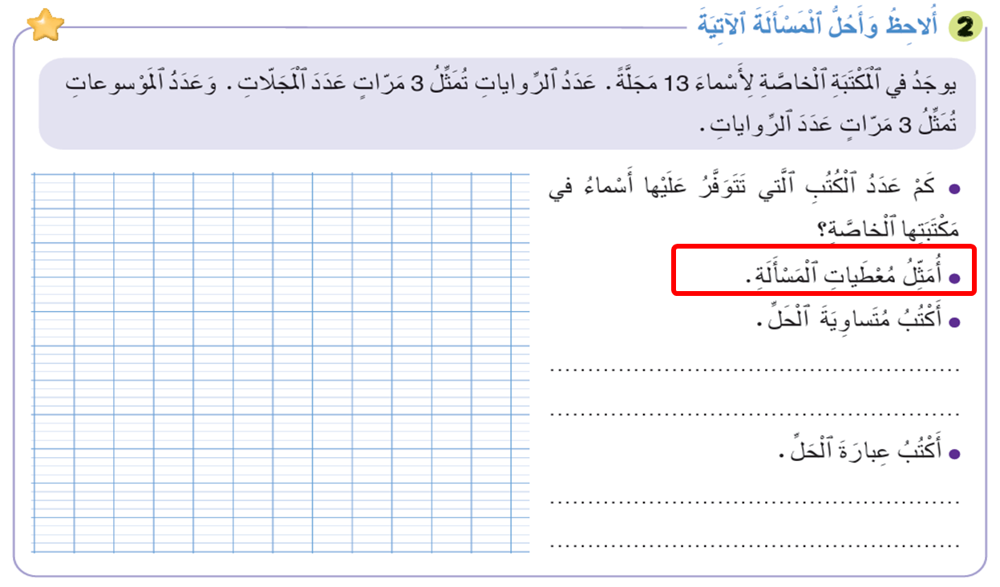 2 أُلاحِظُ وَأَحُلُّ ٱلْمَسْأَلَةَ ٱلآتِيَةَ
يوجَدُ في ٱلْمَكْتَبَةِ ٱلْخاصَّةِ لِأَسْماءَ 13 مَجَلَّةً. عَدَدُ ٱلرِّواياتِ تُمَثِّلُ 3 مَرّاتٍ عَدَدَ ٱلْمَجَلّاتِ. وَعَدَدُ ٱلْمَوْسوعاتِ
تُمَثِّلُ 3 مَرّاتٍ عَدَدَ ٱلرِّواياتِ.
• كَمْ عَدَدُ ٱلْكُتُبِ ٱلَّتي تَتَوَفَّرُ عَلَيْها أَسْماءُ في
مَكْتَبَتِها ٱلْخاصَّةِ؟
• أُمَثِّلُ مُعْطَياتِ ٱلْمَسْأَلَةِ.
• أَكْتُبُ مُتَساوِيَةَ ٱلْحَلِّ.
• أَكْتُبُ عِبارَةَ ٱلْحَلِّ.